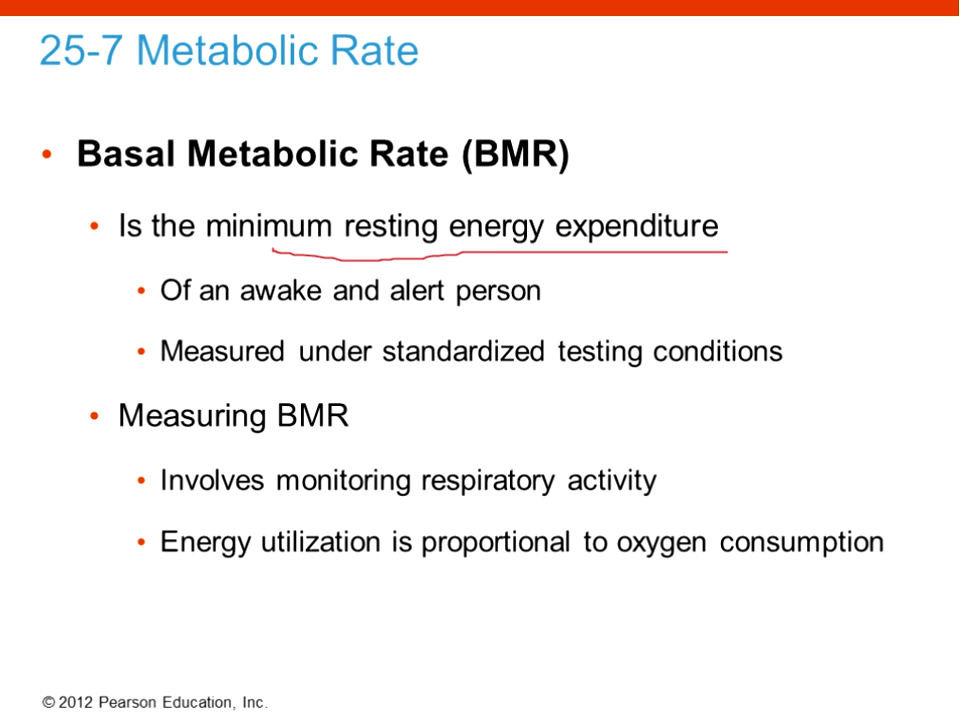 25-7 Metabolic Rate
• Basal Metabolic Rate (BMR)
• Is the minimum resting energy expenditure
• Of an awake and alert person
• Measured under standardized testing conditions
• Measuring BMR
• Involves monitoring respiratory activity
• Energy utilization is proportional to oxygen consumption
© 2012 Pearson Education, Inc.